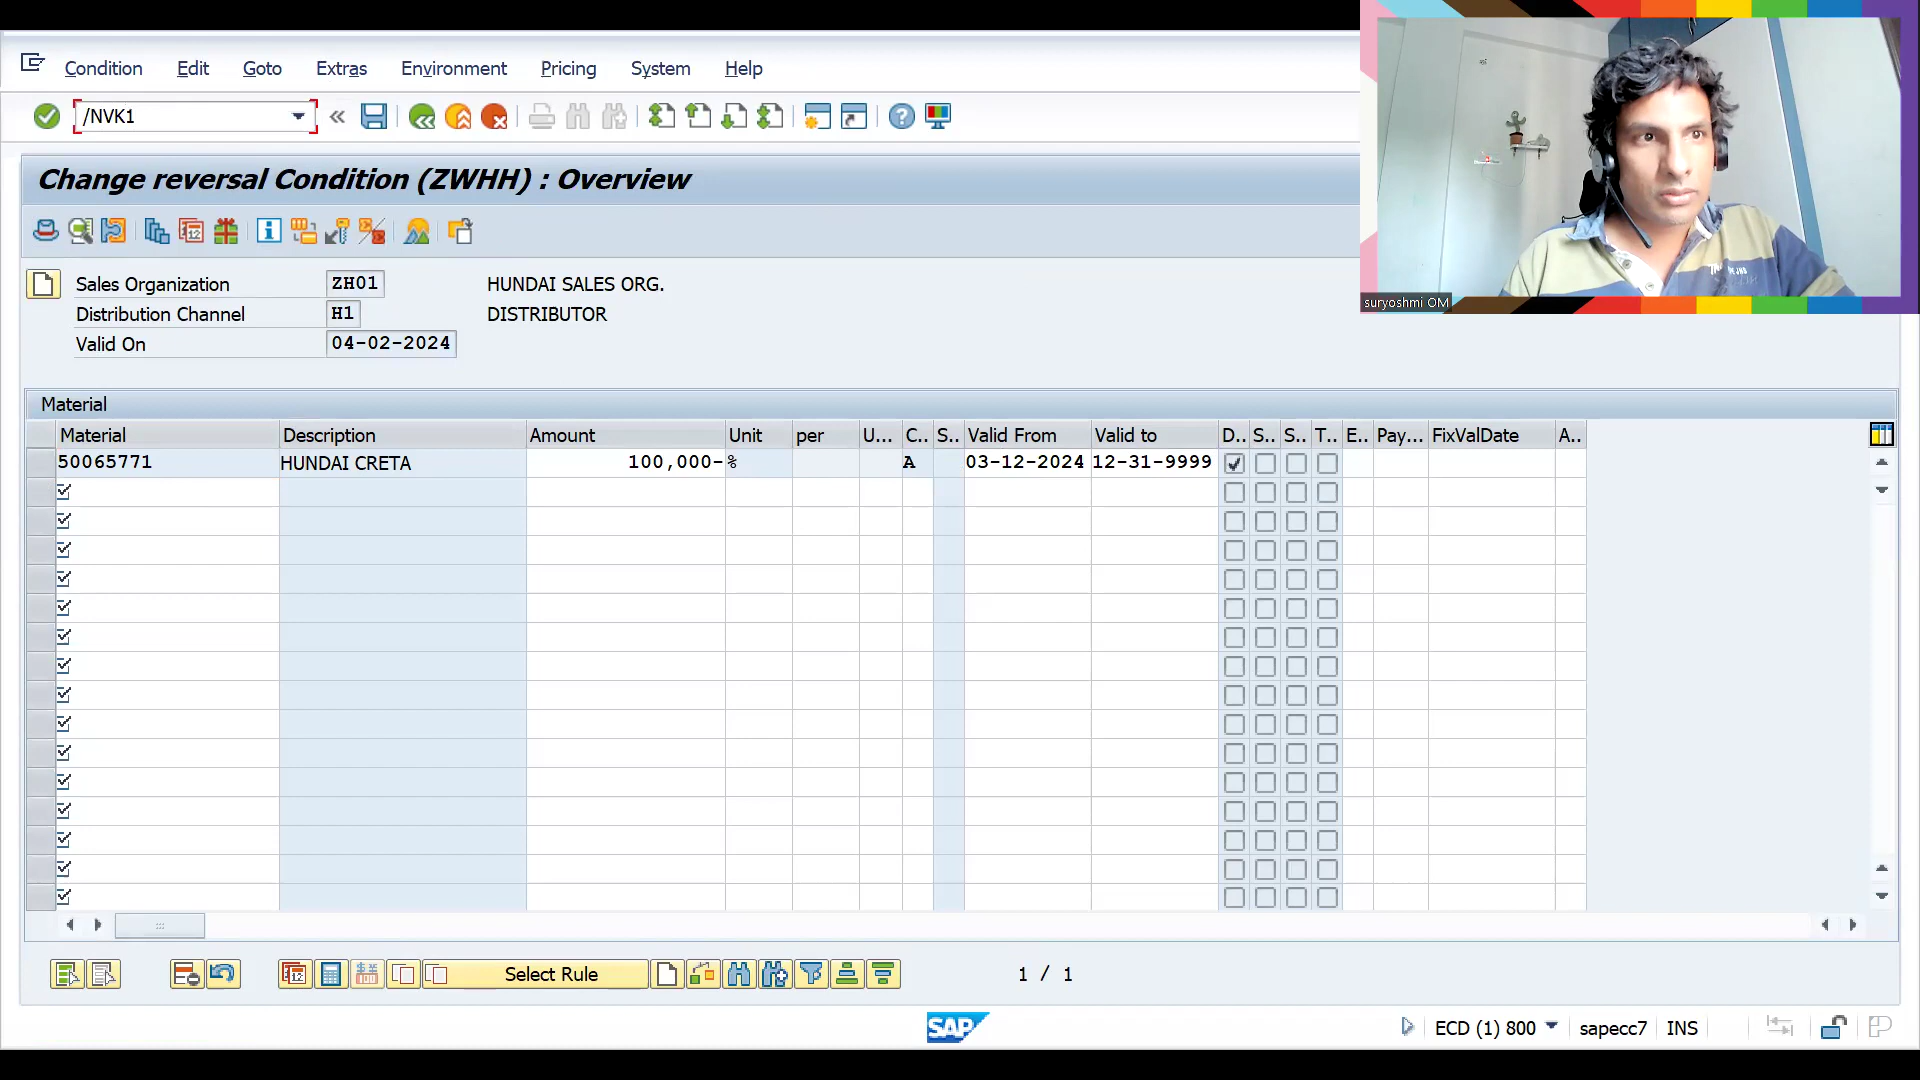 Condition Edit Goto Extras Environment Pricing System Help
/NVK1
Change reversal Condition (ZWHH) : Overview
Sales Organization ZH01 HUNDAI SALES ORG.
Distribution Channel H1 DISTRIBUTOR
Valid On 04-02-2024
suryoshmi OM
Material
Material Description Amount Unit per U... C.. S.. Valid From Valid to D.. S.. S.. T.. E.. Pay... FixValDate A..
50065771 HUNDAI CRETA 100,000- % A 03-12-2024 12-31-9999
Select Rule 1 / 1
SAP ECD (1) 800 sapecc7 INS